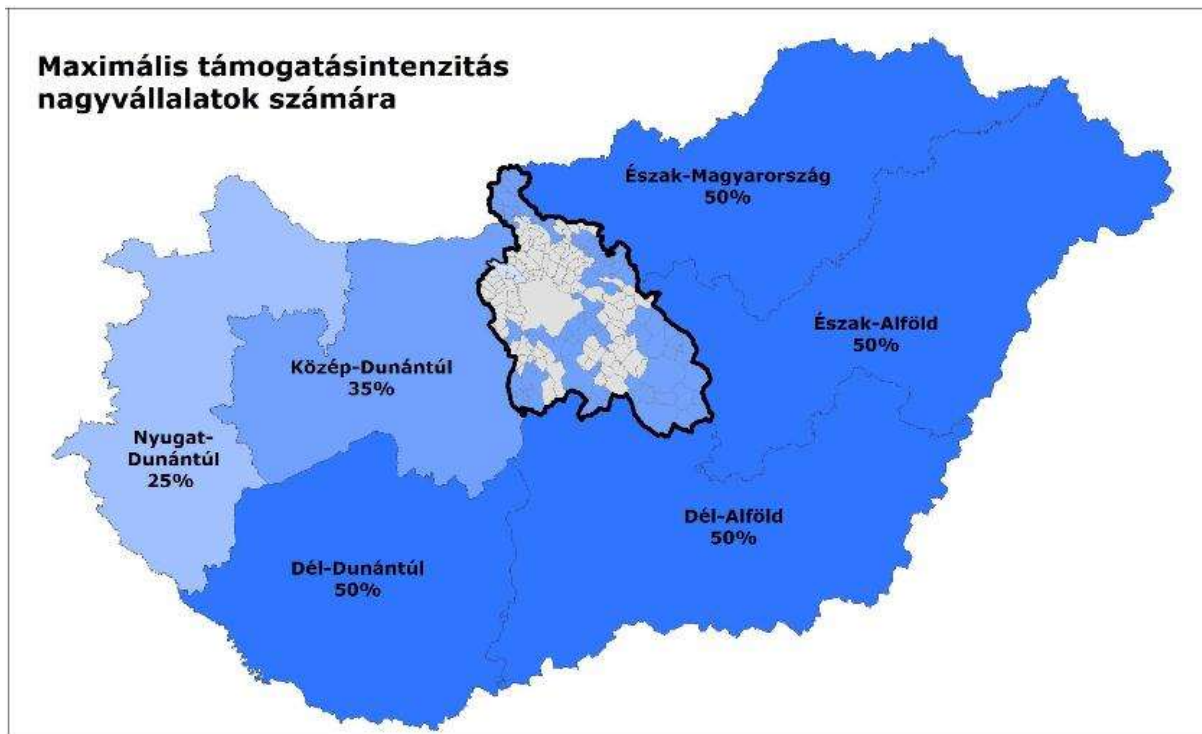 Maximális támogatásintenzitás
nagyvállalatok számára
Észak-Magyarország
50%
Észak-Alföld
50%
Közép-Dunántúl
35%
Nyugat-
Dunántúl
25%
Dél-Alföld
50%
Dél-Dunántúl
50%